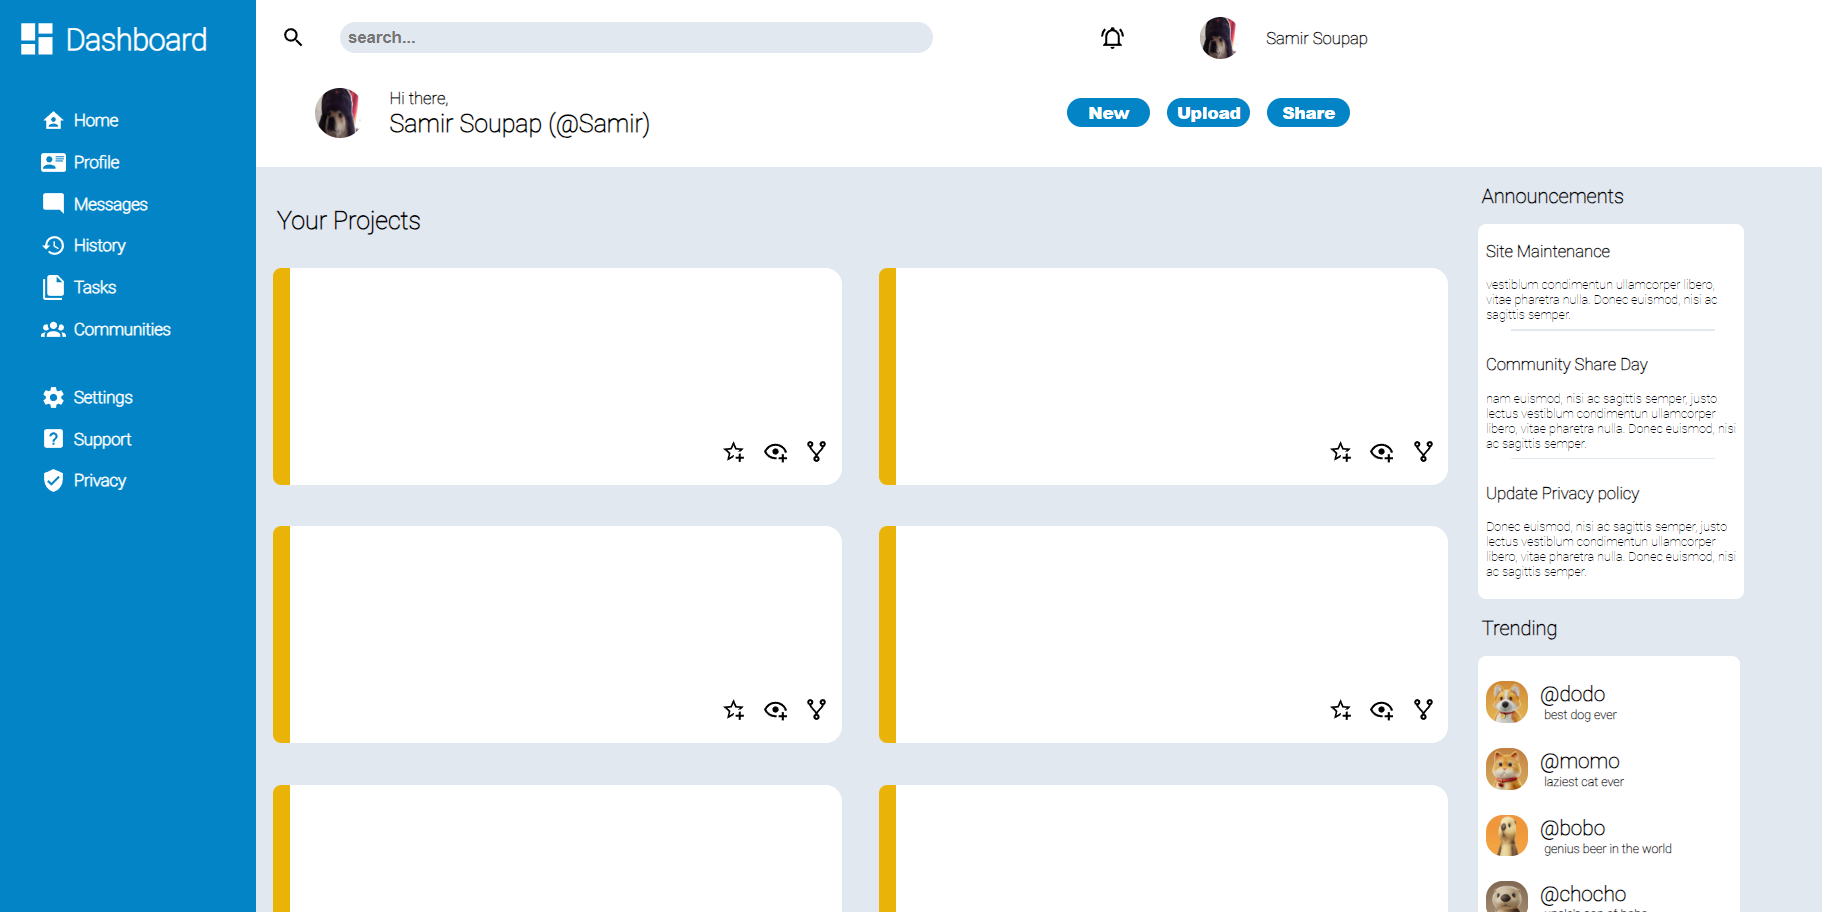 Dashboard
Home
Profile
Messages
History
Tasks
Communities
Settings
Support
Privacy
search...
Samir Soupap
Hi there,
Samir Soupap (@Samir)
New
Upload
Share
Your Projects
Announcements
Site Maintenance
vestiblum condimentun ullamcorper libero,
vitae pharetra nulla. Donec euismod, nisi ac
sagittis semper.
Community Share Day
nam euismod, nisi ac sagittis semper, justo
lectus vestiblum condimentun ullamcorper
libero, vitae pharetra nulla. Donec euismod, nisi
ac sagittis semper.
Update Privacy policy
Donec euismod, nisi ac sagittis semper, justo
lectus vestiblum condimentun ullamcorper
libero, vitae pharetra nulla. Donec euismod, nisi
ac sagittis semper.
Trending
@dodo
best dog ever
@momo
laziest cat ever
@bobo
genius beer in the world
@chocho